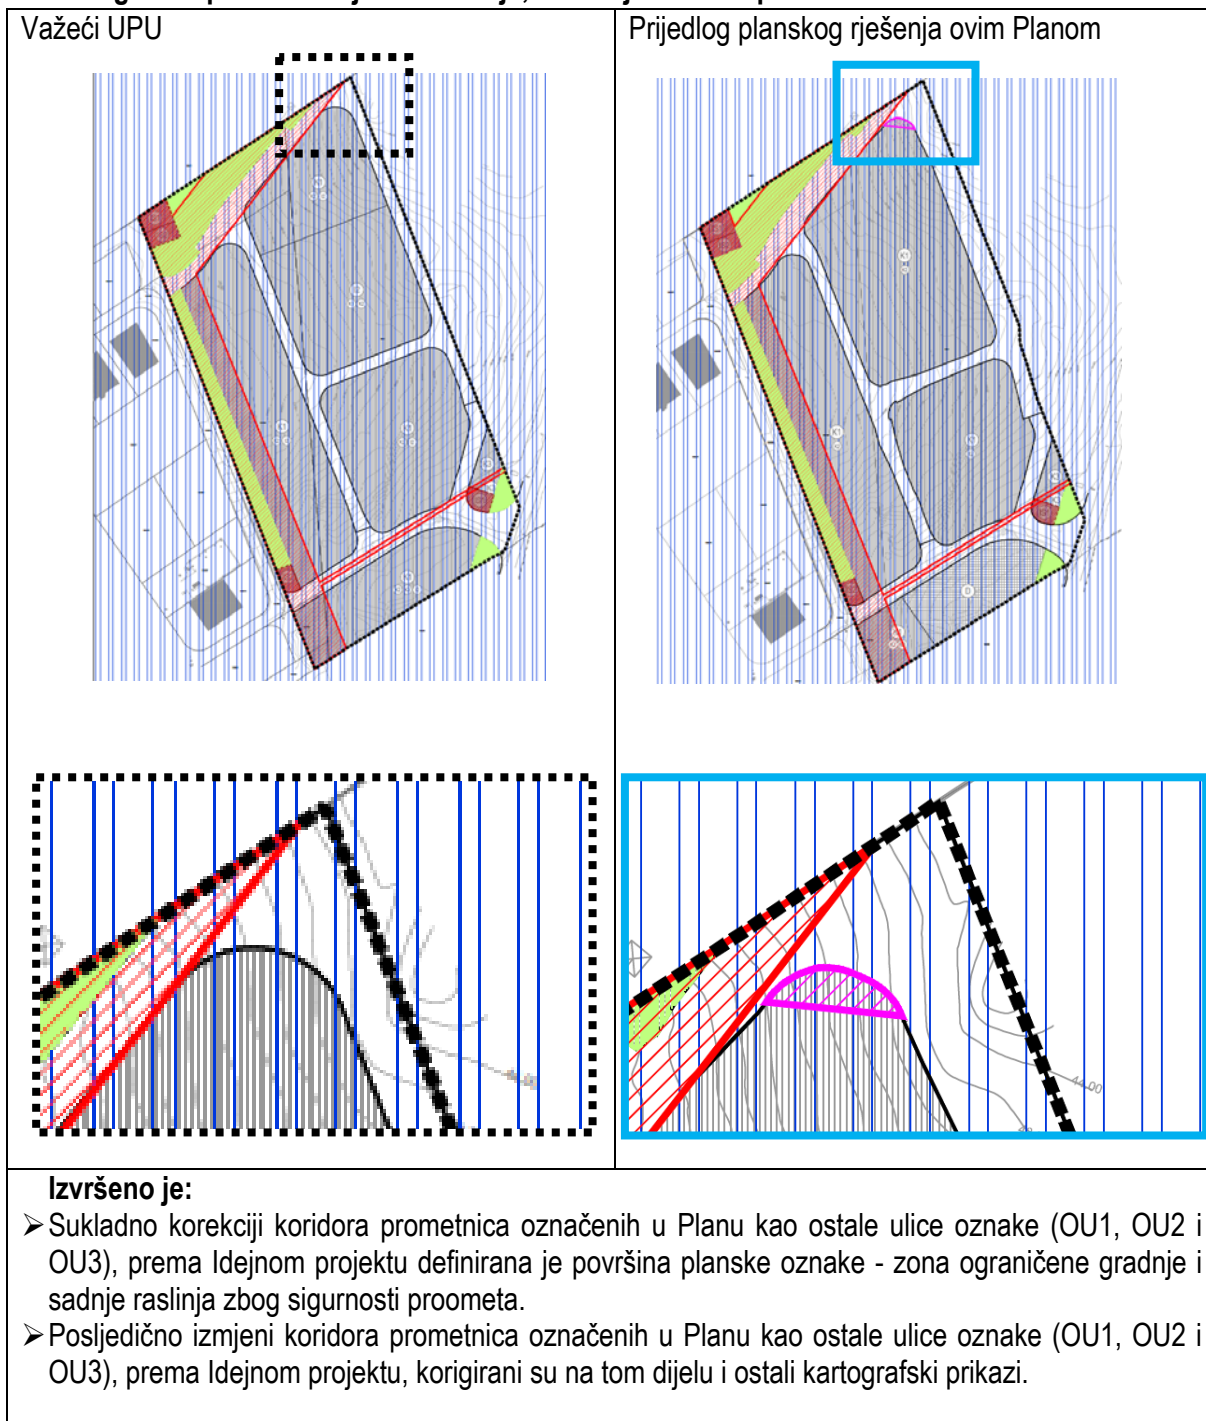 Važeći UPU
Prijedlog planskog rješenja ovim Planom
44.00
Izvršeno je:
➢ Sukladno korekciji koridora prometnica označenih u Planu kao ostale ulice oznake (OU1, OU2 i
OU3), prema Idejnom projektu definirana je površina planske oznake - zona ograničene gradnje i
sadnje raslinja zbog sigurnosti proometa.
➢ Posljedično izmjeni koridora prometnica označenih u Planu kao ostale ulice oznake (OU1, OU2 i
OU3), prema Idejnom projektu, korigirani su na tom dijelu i ostali kartografski prikazi.